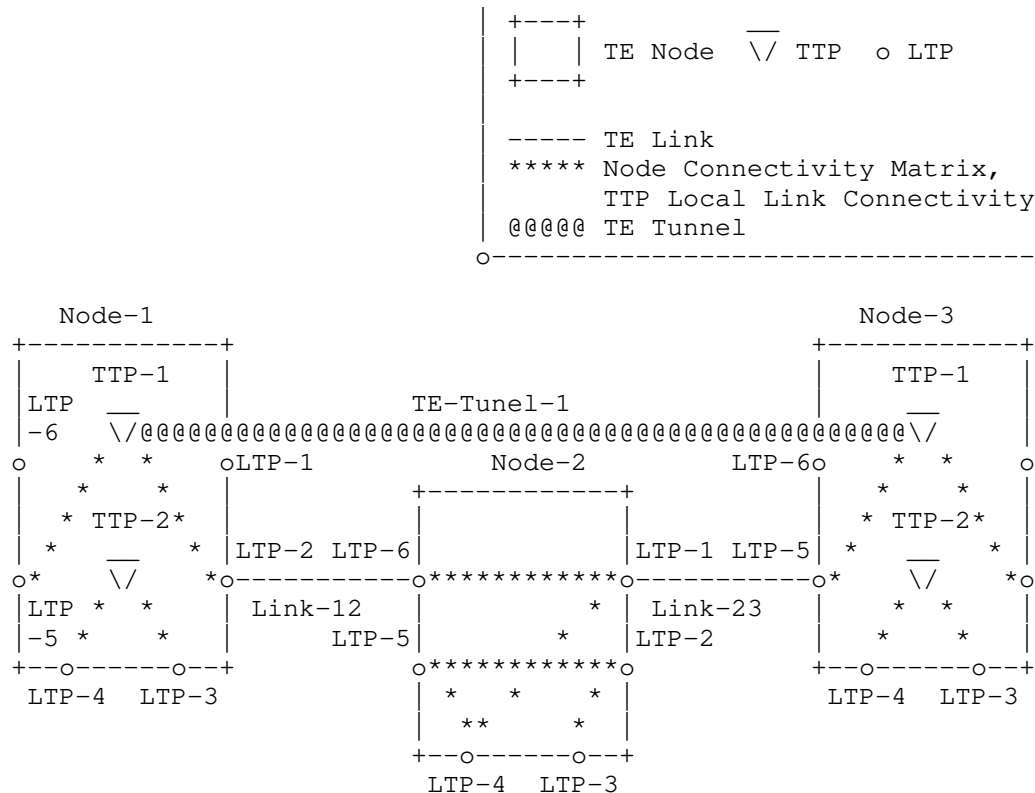 TE Node TTP o LTP
----- TE Link
***** Node Connectivity Matrix,
TTP Local Link Connectivity
@@@@@ TE Tunnel
Node-1 Node-3
TTP-1 TTP-1
LTP TE-Tunel-1
-6 @@@@@@@@@@@@@@@@@@@@@@@@@@@@@@@@@@@@@@@@@@@@@@@@
LTP-1 Node-2 LTP-6
TTP-2 TTP-2
LTP-2 LTP-6 LTP-1 LTP-5
LTP Link-12 Link-23
-5 LTP-5 LTP-2
LTP-4 LTP-3 LTP-4 LTP-3
LTP-4 LTP-3